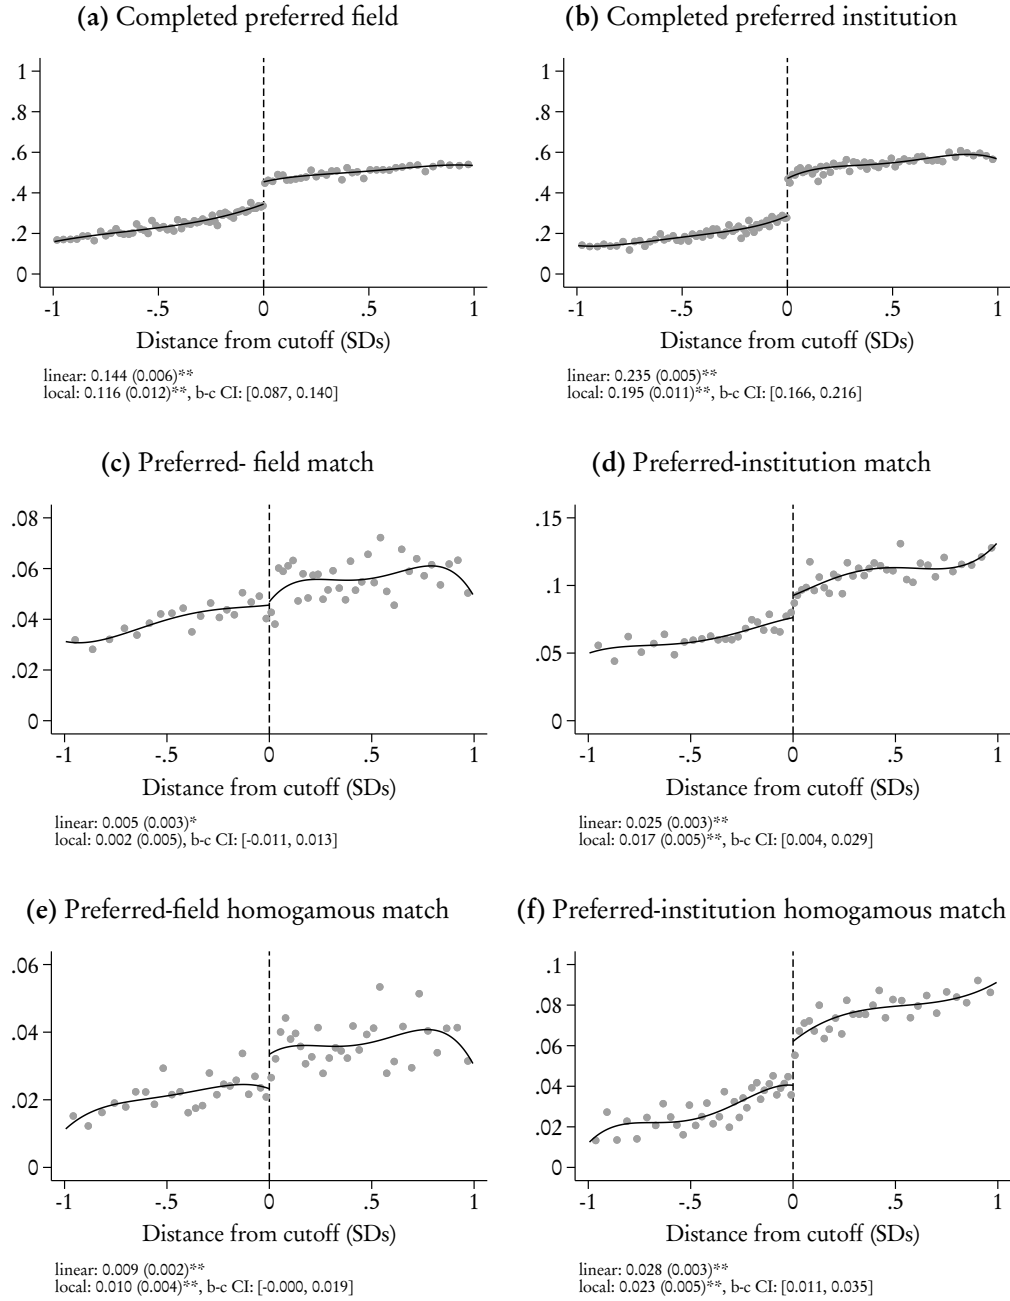 (a) Completed preferred field
1
.8
.6
.4
.2
0
-1 -.5 0 .5 1
Distance from cutoff (SDs)
linear: 0.144 (0.006)**
local: 0.116 (0.012)**, b-c CI: [0.087, 0.140]
(b) Completed preferred institution
1
.8
.6
.4
.2
0
-1 -.5 0 .5 1
Distance from cutoff (SDs)
linear: 0.235 (0.005)**
local: 0.195 (0.011)**, b-c CI: [0.166, 0.216]
(c) Preferred- field match
.08
.06
.04
.02
0
-1 -.5 0 .5 1
Distance from cutoff (SDs)
linear: 0.005 (0.003)*
local: 0.002 (0.005), b-c CI: [-0.011, 0.013]
(d) Preferred-institution match
.15
.1
.05
0
-1 -.5 0 .5 1
Distance from cutoff (SDs)
linear: 0.025 (0.003)**
local: 0.017 (0.005)**, b-c CI: [0.004, 0.029]
(e) Preferred-field homogamous match
.06
.04
.02
0
-1 -.5 0 .5 1
Distance from cutoff (SDs)
linear: 0.009 (0.002)**
local: 0.010 (0.004)**, b-c CI: [-0.000, 0.019]
(f) Preferred-institution homogamous match
.1
.08
.06
.04
.02
0
-1 -.5 0 .5 1
Distance from cutoff (SDs)
linear: 0.028 (0.003)**
local: 0.023 (0.005)**, b-c CI: [0.011, 0.035]